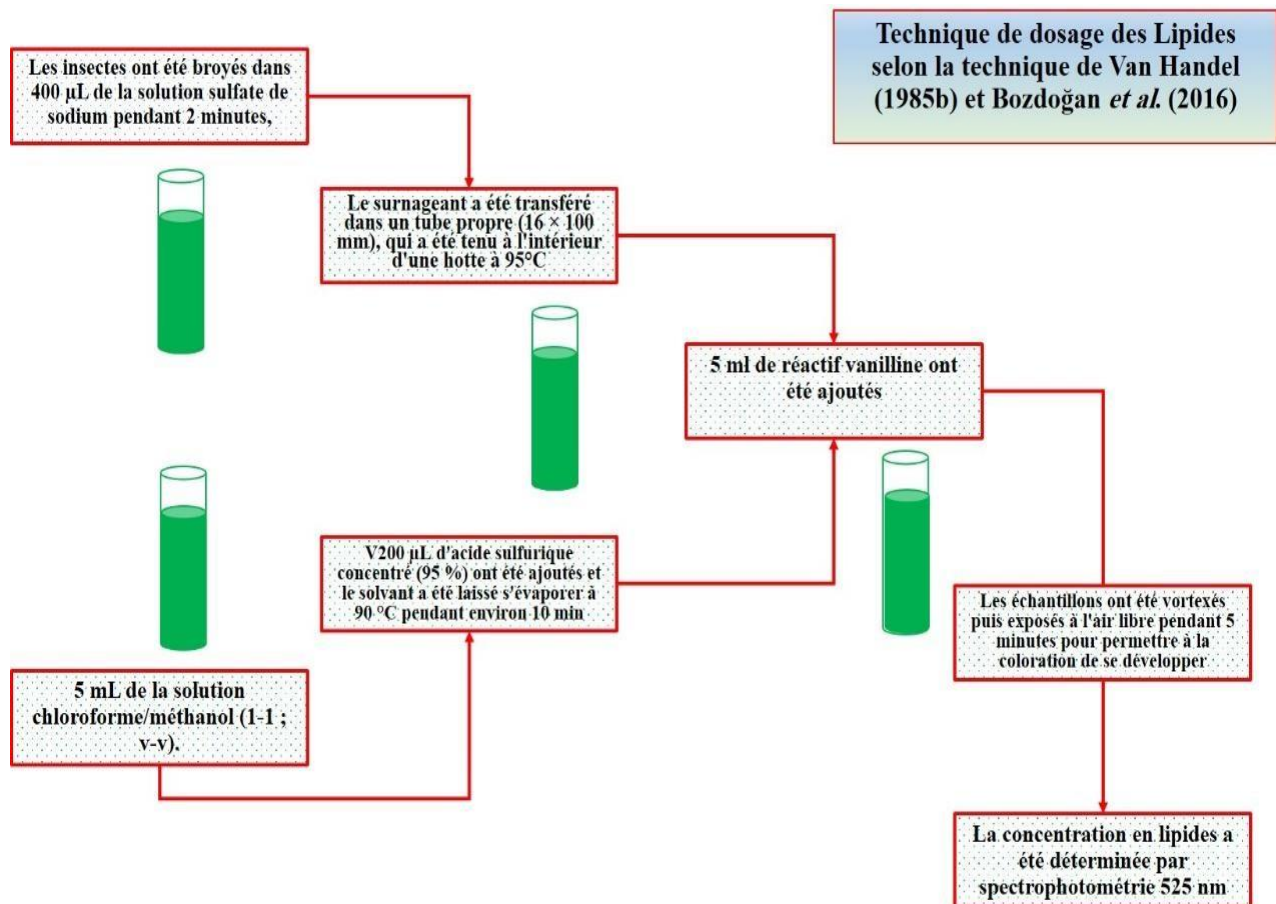 Technique de dosage des Lipides
selon la technique de Van Handel
(1985b) et Bozdoğan et al. (2016)
Les insectes ont été broyés dans
400 µL de la solution sulfate de
sodium pendant 2 minutes,
Le surnageant a été transféré
dans un tube propre (16 × 100
mm), qui a été tenu à l'intérieur
d'une hotte à 95°C
5 ml de réactif vanilline ont
été ajoutés
V200 µL d'acide sulfurique
concentré (95 %) ont été ajoutés et
le solvant a été laissé s'évaporer à
90 °C pendant environ 10 min
5 mL de la solution
chloroforme/méthanol (1-1 ;
v-v).
Les échantillons ont été vortexés
puis exposés à l'air libre pendant 5
minutes pour permettre à la
coloration de se développer
La concentration en lipides a
été déterminée par
spectrophotométrie 525 nm